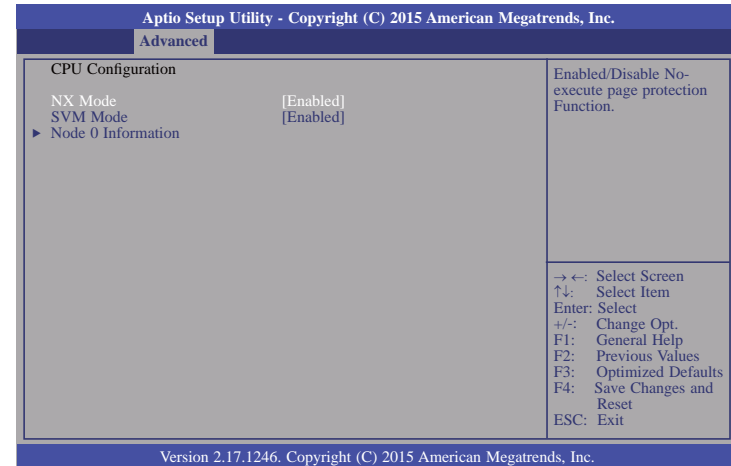 Aptio Setup Utility - Copyright (C) 2015 American Megatrends, Inc.
Advanced
CPU Configuration
NX Mode [Enabled]
SVM Mode [Enabled]
▶ Node 0 Information
Enabled/Disable No-
execute page protection
Function.
→ ←: Select Screen
↑↓: Select Item
Enter: Select
+/-: Change Opt.
F1: General Help
F2: Previous Values
F3: Optimized Defaults
F4: Save Changes and
Reset
ESC: Exit
Version 2.17.1246. Copyright (C) 2015 American Megatrends, Inc.